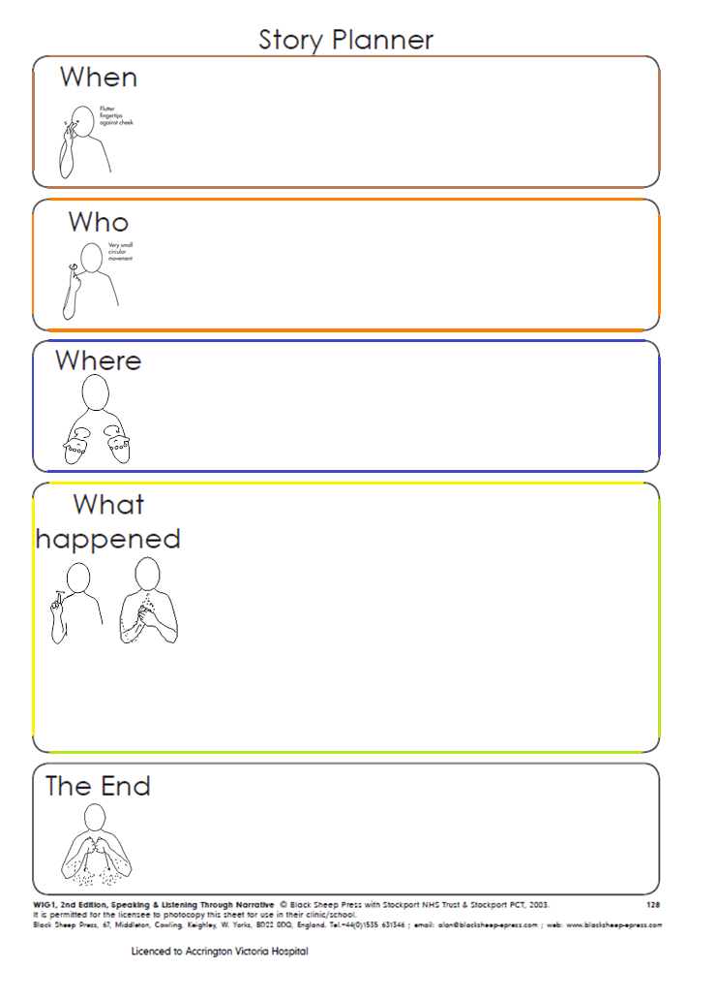 Story Planner
When
Flutter
fingertips
against cheek
Who
Very small
circular
movement
Where
What
happened
The End
WIG1, 2nd Edition, Speaking & Listening Through Narrative © Black Sheep Press with Stockport NHS Trust & Stockport PCT, 2003. 128
It is permitted for the licensee to photocopy this sheet for use in their clinic/school.
Black Sheep Press, 67, Middleton, Cowling, Keighley, W. Yorks, BD22 0DQ, England. Tel.+44(0)1535 631346 ; email: alan@blacksheep-epress.com ; web: www.blacksheep-epress.com
Licenced to Accrington Victoria Hospital